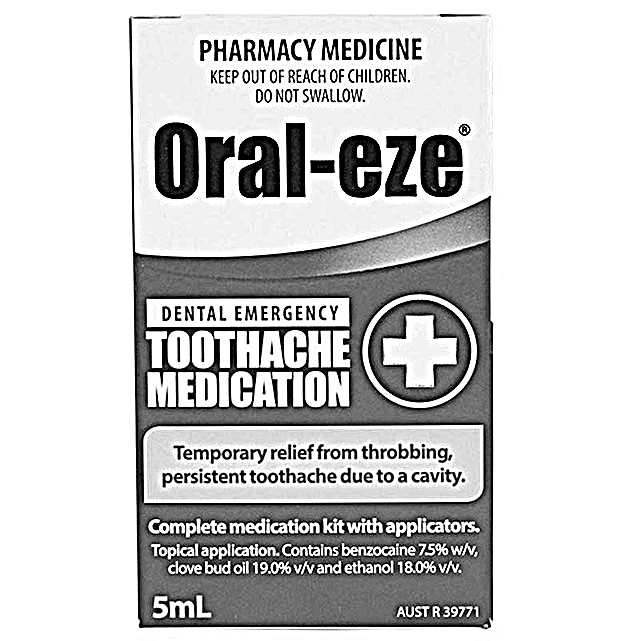 PHARMACY MEDICINE
KEEP OUT OF REACH OF CHILDREN.
DO NOT SWALLOW.
Oral-eze®
DENTAL EMERGENCY
TOOTHACHE
MEDICATION
Temporary relief from throbbing,
persistent toothache due to a cavity.
Complete medication kit with applicators.
Topical application. Contains benzocaine 7.5% w/v,
clove bud oil 19.0% v/v and ethanol 18.0% v/v.
5mL
AUST R 39771